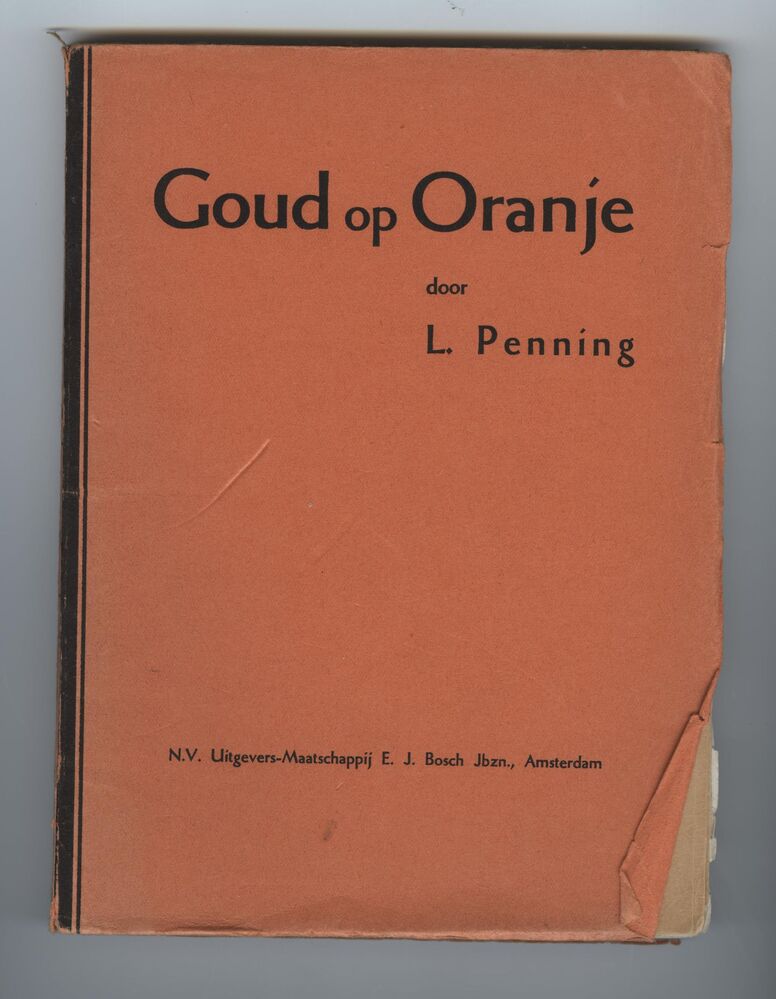 Goud op Oranje
door
L. Penning
N.V. Uitgevers-Maatschappij E. J. Bosch Jbzn., Amsterdam